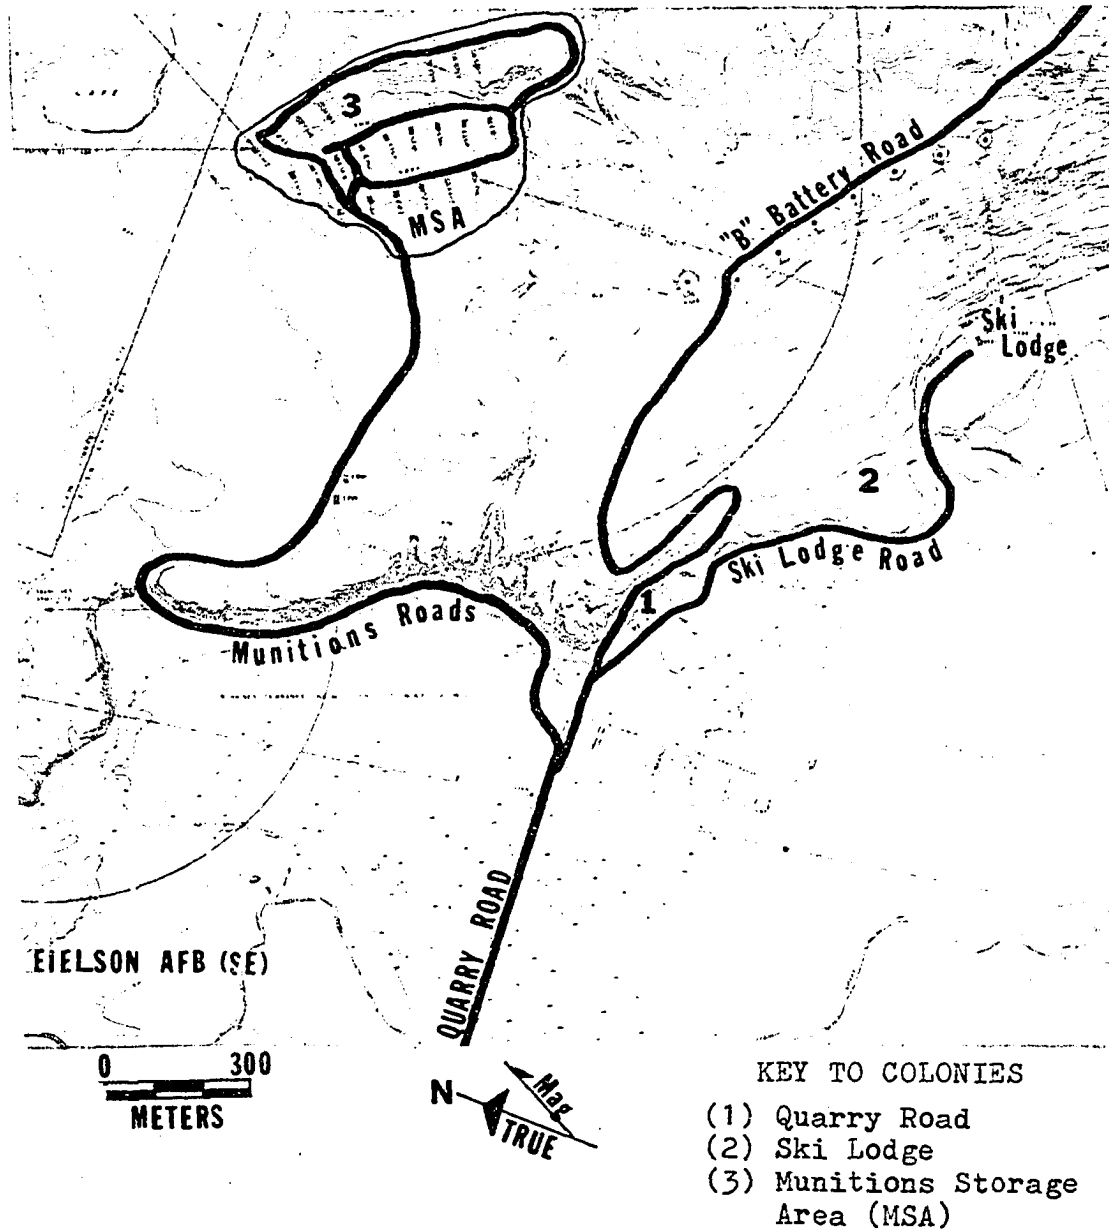 3
MSA
"B" Battery Road
Ski
Lodge
2
Ski Lodge Road
1
Munitions Roads
QUARRY ROAD
EIELSON AFB (SE)
0 300
METERS
N
Mag
TRUE
KEY TO COLONIES
(1) Quarry Road
(2) Ski Lodge
(3) Munitions Storage
Area (MSA)